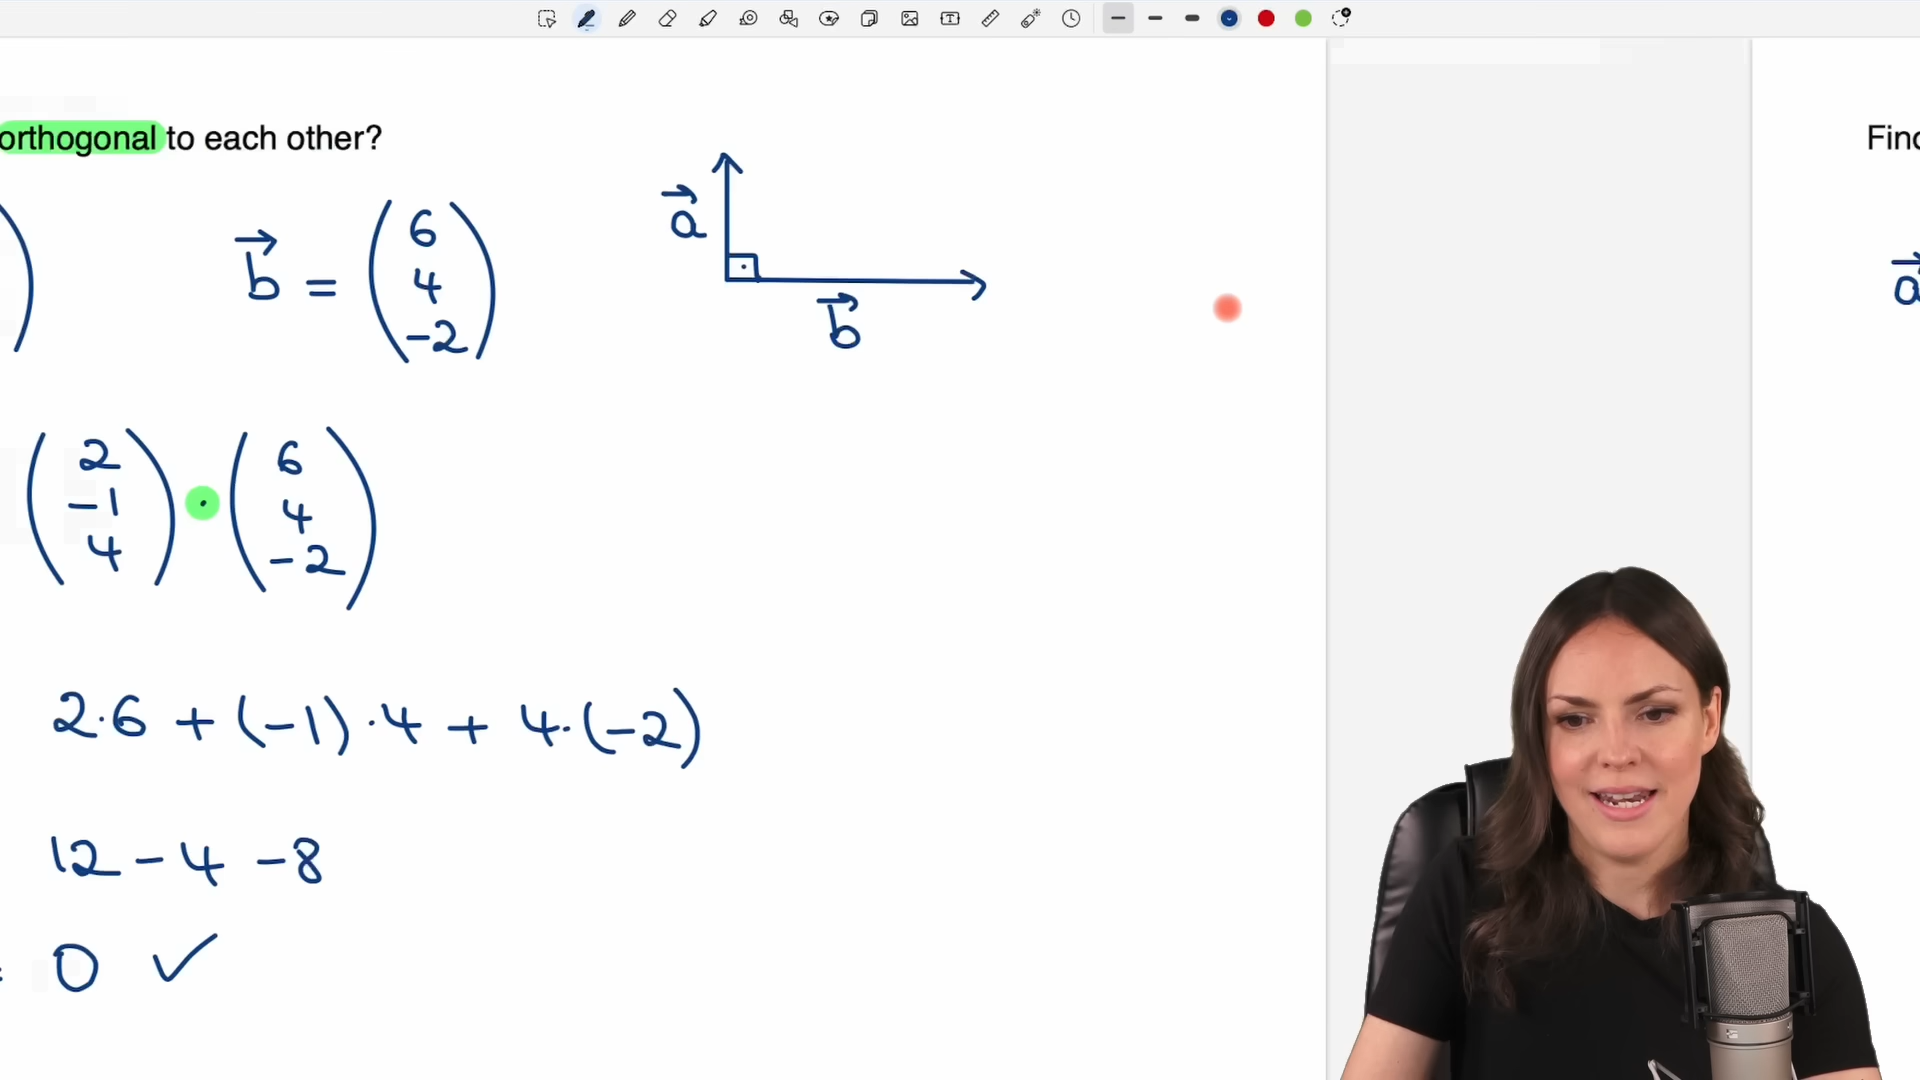 orthogonal to each other?
Find
b = (6 4 -2)
a
b
a
(2 -1 4) · (6 4 -2)
2·6 + (-1)·4 + 4·(-2)
12 - 4 - 8
= 0 ✓